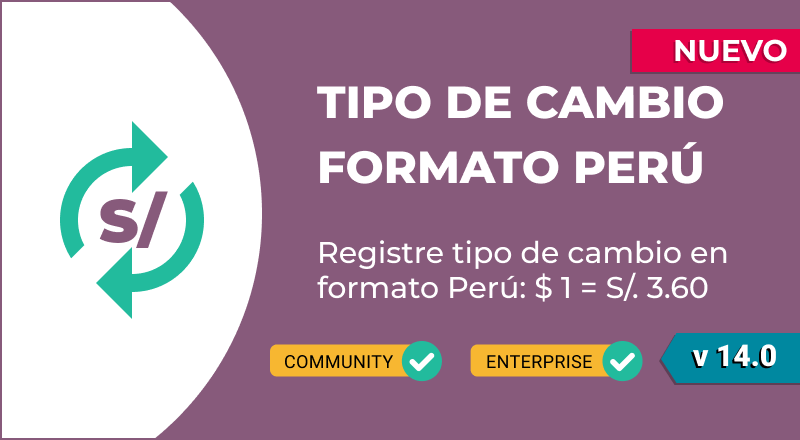 NUEVO
TIPO DE CAMBIO
FORMATO PERÚ
S/
Registre tipo de cambio en
formato Perú: $ 1 = S/. 3.60
COMMUNITY
ENTERPRISE
v 14.0